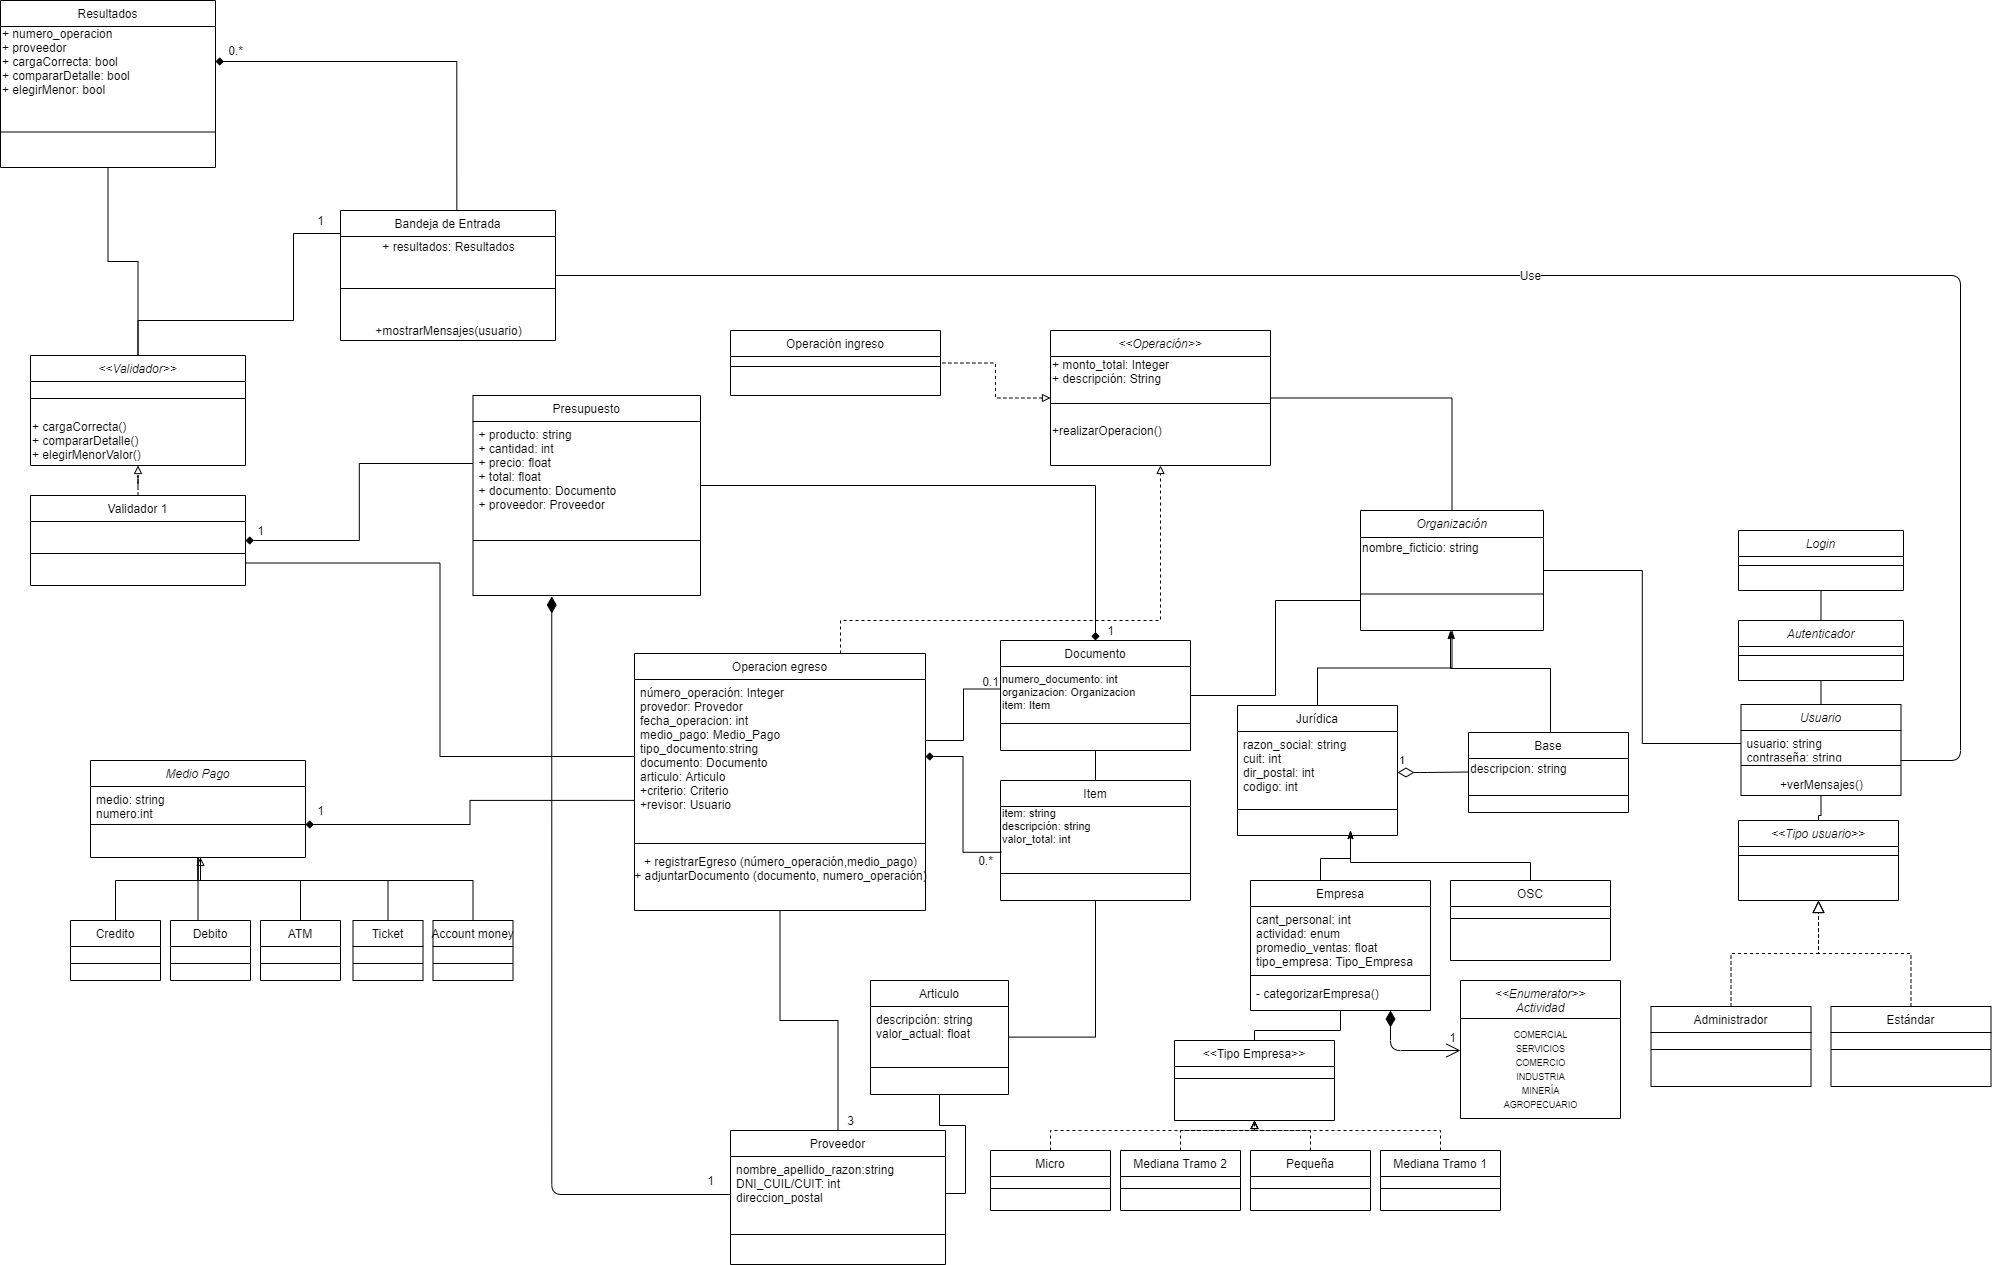 Resultados
+ numero_operacion
+ proveedor
+ cargaCorrecta: bool
+ compararDetalle: bool
+ elegirMenor: bool
0.*
1
Bandeja de Entrada
+ resultados: Resultados
+mostrarMensajes(usuario)
Use
<<Validador>>
+ cargaCorrecta()
+ compararDetalle()
+ elegirMenorValor()
Validador 1
1
Presupuesto
+ producto: string
+ cantidad: int
+ precio: float
+ total: float
+ documento: Documento
+ proveedor: Proveedor
Operación ingreso
<<Operación>>
+ monto_total: Integer
+ descripción: String
+realizarOperacion()
Organización
nombre_ficticio: string
Login
Autenticador
Usuario
usuario: string
contraseña: string
+verMensajes()
<<Tipo usuario>>
Administrador
Estándar
Operacion egreso
número_operación: Integer
provedor: Provedor
fecha_operacion: int
medio_pago: Medio_Pago
tipo_documento:string
documento: Documento
articulo: Articulo
+criterio: Criterio
+revisor: Usuario
+ registrarEgreso (número_operación,medio_pago)
+ adjuntarDocumento (documento, numero_operación)
1
0.1
Documento
numero_documento: int
organizacion: Organizacion
item: Item
0.*
Item
item: string
descripción: string
valor_total: int
Jurídica
razon_social: string
cuit: int
dir_postal: int
codigo: int
1
Base
descripcion: string
Medio Pago
medio: string
numero:int
1
Credito
Debito
ATM
Ticket
Account money
Empresa
cant_personal: int
actividad: enum
promedio_ventas: float
tipo_empresa: Tipo_Empresa
- categorizarEmpresa()
OSC
<<Enumerator>>
Actividad
COMERCIAL
SERVICIOS
COMERCIO
INDUSTRIA
MINERÍA
AGROPECUARIO
1
Articulo
descripción: string
valor_actual: float
<<Tipo Empresa>>
Micro
Mediana Tramo 2
Pequeña
Mediana Tramo 1
3
1
Proveedor
nombre_apellido_razon:string
DNI_CUIL/CUIT: int
direccion_postal